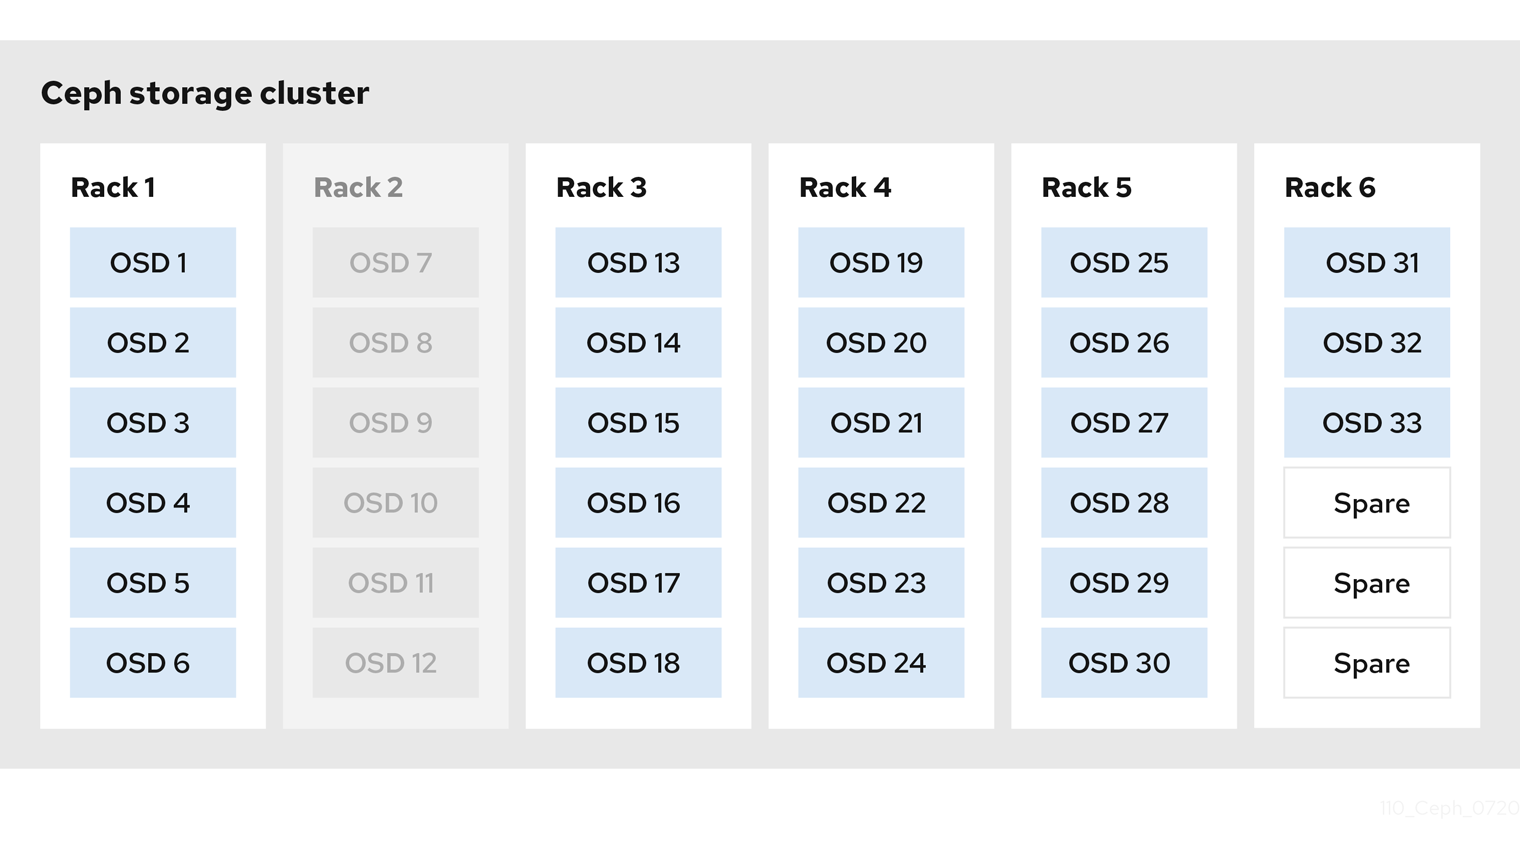 Ceph storage cluster
Rack 1
OSD 1
OSD 2
OSD 3
OSD 4
OSD 5
OSD 6
Rack 2
OSD 7
OSD 8
OSD 9
OSD 10
OSD 11
OSD 12
Rack 3
OSD 13
OSD 14
OSD 15
OSD 16
OSD 17
OSD 18
Rack 4
OSD 19
OSD 20
OSD 21
OSD 22
OSD 23
OSD 24
Rack 5
OSD 25
OSD 26
OSD 27
OSD 28
OSD 29
OSD 30
Rack 6
OSD 31
OSD 32
OSD 33
Spare
Spare
Spare
110_Ceph_0720